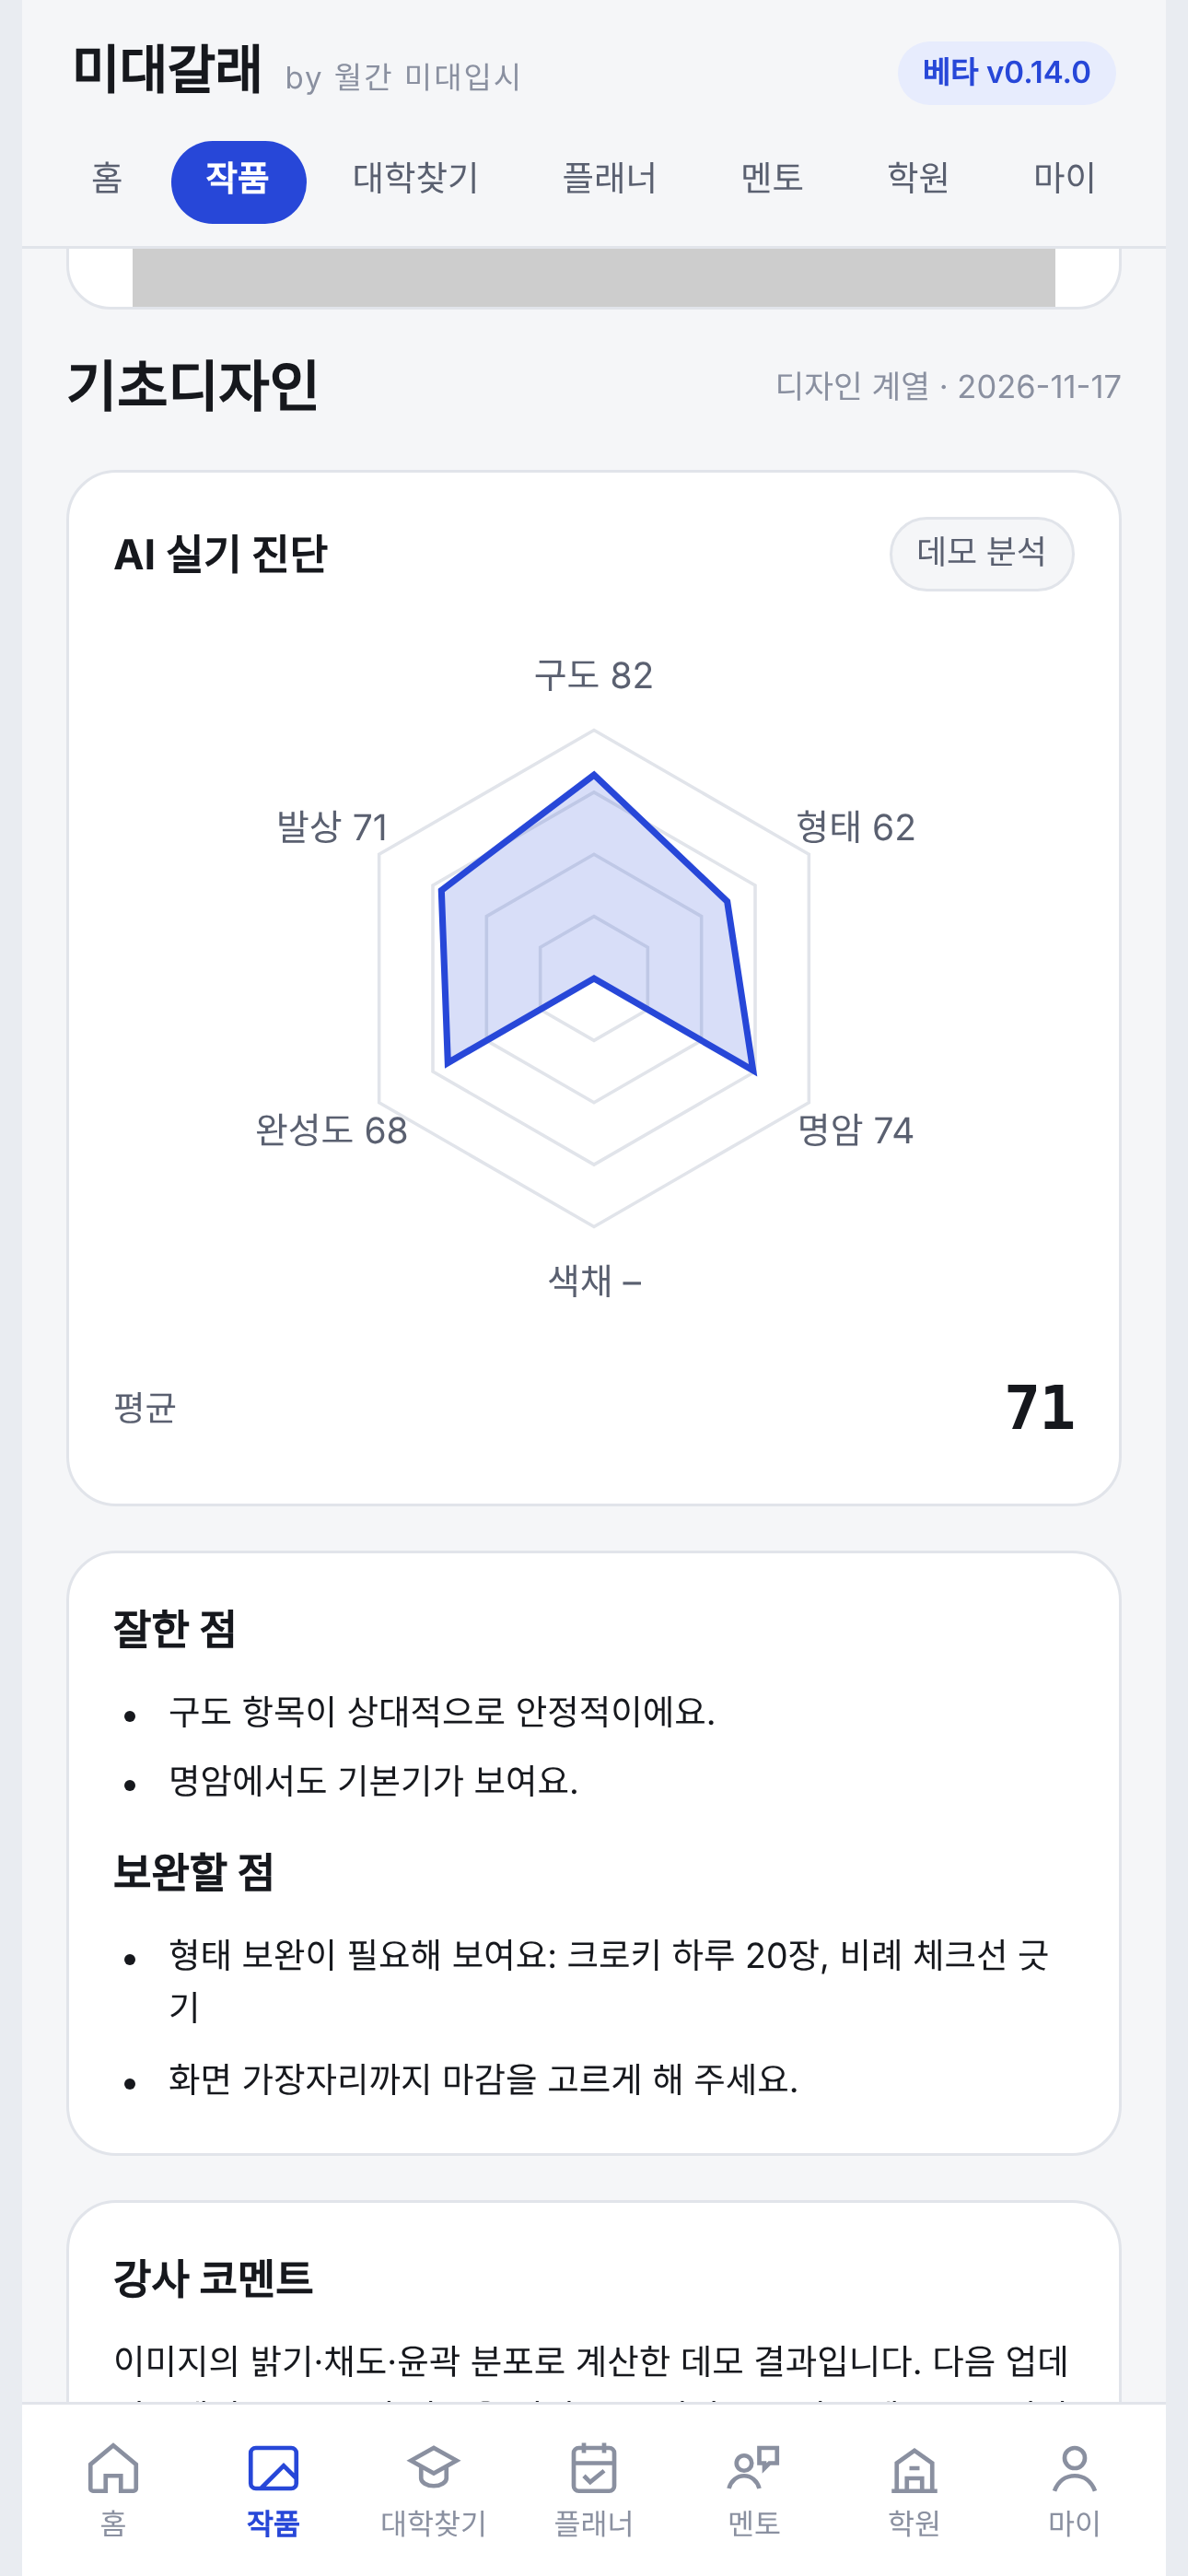 미대갈래 by 월간 미대입시
베타 v0.14.0
홈 작품 대학찾기 플래너 멘토 학원 마이
기초디자인
디자인 계열 · 2026-11-17
AI 실기 진단
데모 분석
구도 82
발상 71
형태 62
완성도 68
명암 74
색채 –
평균
71
잘한 점
• 구도 항목이 상대적으로 안정적이에요.
• 명암에서도 기본기가 보여요.
보완할 점
• 형태 보완이 필요해 보여요: 크로키 하루 20장, 비례 체크선 긋
기
• 화면 가장자리까지 마감을 고르게 해 주세요.
강사 코멘트
이미지의 밝기·채도·윤곽 분포로 계산한 데모 결과입니다. 다음 업데
홈 작품 대학찾기 플래너 멘토 학원 마이